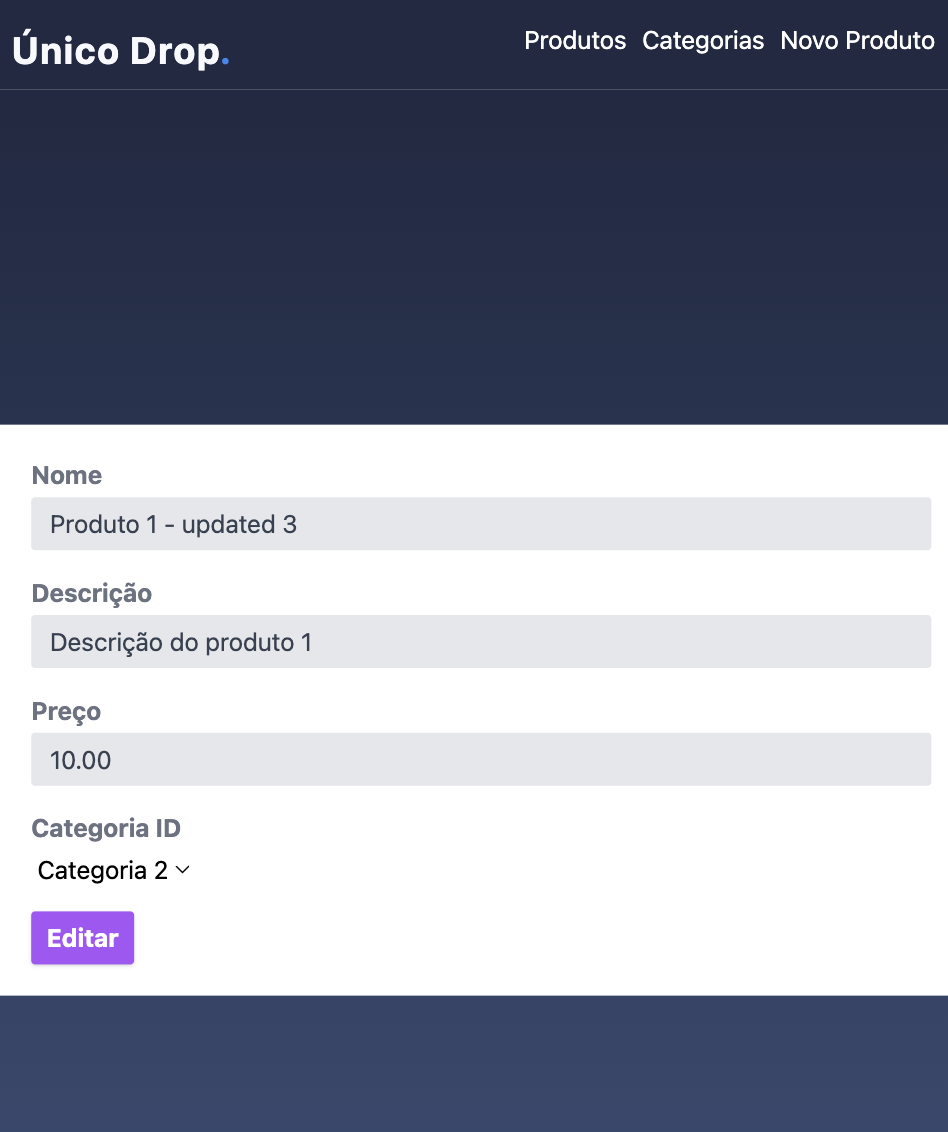 Único Drop.
Produtos Categorias Novo Produto
Nome
Produto 1 - updated 3
Descrição
Descrição do produto 1
Preço
10.00
Categoria ID
Categoria 2
Editar